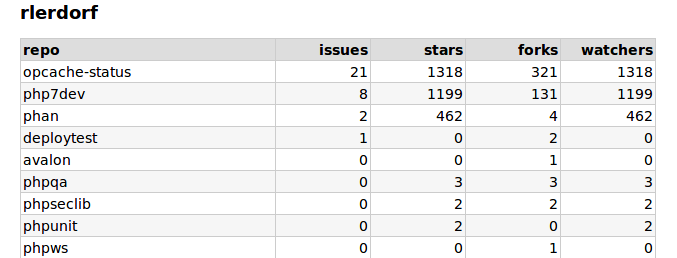 rlerdorf
repo issues stars forks watchers
opcache-status 21 1318 321 1318
php7dev 8 1199 131 1199
phan 2 462 4 462
deploytest 1 0 2 0
avalon 0 0 1 0
phpqa 0 3 3 3
phpseclib 0 2 2 2
phpunit 0 2 0 2
phpws 0 0 1 0